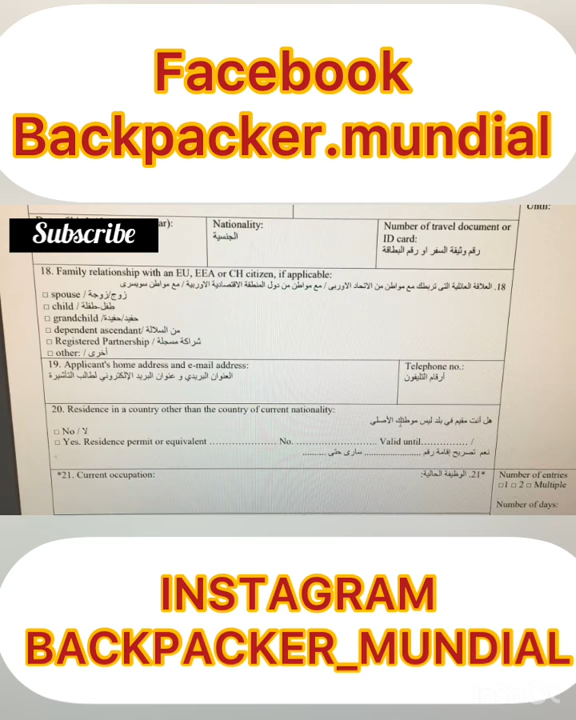 Facebook
Backpacker.mundial
Until:
Subscribe
ar):
Nationality:
الجنسية
Number of travel document or
ID card:
رقم وثيقة السفر او رقم البطاقة
18. Family relationship with an EU, EEA or CH citizen, if applicable:
18. العلاقة العائلية التى تربطك مع مواطن من الاتحاد الاوربى / مع مواطن من دول المنطقة الاقتصادية الاوربية / مع مواطن سويسرى
□ spouse / زوج/زوجة
□ child / طفل-طفلة
□ grandchild /حفيد/حفيدة
□ dependent ascendant/ من السلالة
□ Registered Partnership / شراكة مسجلة
□ other: / أخرى
19. Applicant's home address and e-mail address:
العنوان البريدي و عنوان البريد الإلكتروني لطالب التأشيرة
Telephone no.:
أرقام التليفون
20. Residence in a country other than the country of current nationality:
هل أنت مقيم في بلد ليس موطنك الأصلي
□ No / لا
□ Yes. Residence permit or equivalent ........................ No. ........................ Valid until............... /
نعم تصريح إقامة رقم ........................ سارى حتى ............
*21. Current occupation:
*21. الوظيفة الحالية:
Number of entries
□1 □ 2 □ Multiple
Number of days:
INSTAGRAM
BACKPACKER_MUNDIAL